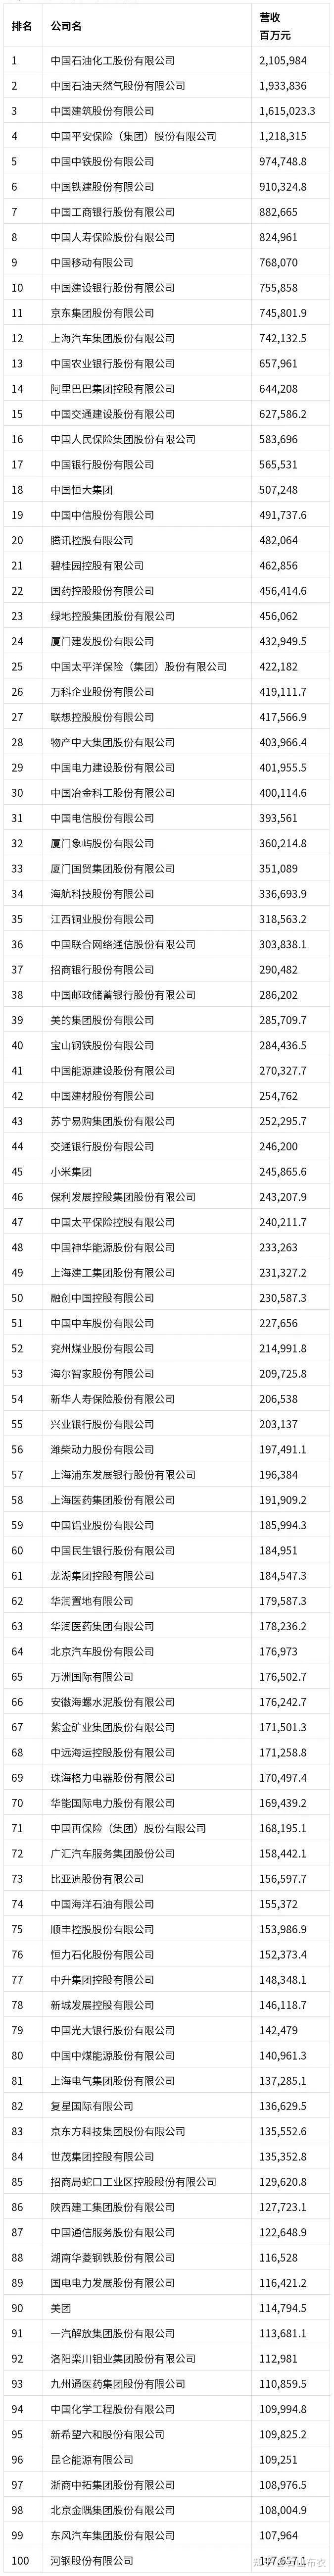 排名 公司名 营收
百万元
1 中国石油化工股份有限公司 2,105,984
2 中国石油天然气股份有限公司 1,933,836
3 中国建筑股份有限公司 1,615,023.3
4 中国平安保险（集团）股份有限公司 1,218,315
5 中国中铁股份有限公司 974,748.8
6 中国铁建股份有限公司 910,324.8
7 中国工商银行股份有限公司 882,665
8 中国人寿保险股份有限公司 824,961
9 中国移动有限公司 768,070
10 中国建设银行股份有限公司 755,858
11 京东集团股份有限公司 745,801.9
12 上海汽车集团股份有限公司 742,132.5
13 中国农业银行股份有限公司 657,961
14 阿里巴巴集团控股有限公司 644,208
15 中国交通建设股份有限公司 627,586.2
16 中国人民保险集团股份有限公司 583,696
17 中国银行股份有限公司 565,531
18 中国恒大集团 507,248
19 中国中信股份有限公司 491,737.6
20 腾讯控股有限公司 482,064
21 碧桂园控股有限公司 462,856
22 国药控股股份有限公司 456,414.6
23 绿地控股集团股份有限公司 456,062
24 厦门建发股份有限公司 432,949.5
25 中国太平洋保险（集团）股份有限公司 422,182
26 万科企业股份有限公司 419,111.7
27 联想控股股份有限公司 417,566.9
28 物产中大集团股份有限公司 403,966.4
29 中国电力建设股份有限公司 401,955.5
30 中国冶金科工股份有限公司 400,114.6
31 中国电信股份有限公司 393,561
32 厦门象屿股份有限公司 360,214.8
33 厦门国贸集团股份有限公司 351,089
34 海航科技股份有限公司 336,693.9
35 江西铜业股份有限公司 318,563.2
36 中国联合网络通信股份有限公司 303,838.1
37 招商银行股份有限公司 290,482
38 中国邮政储蓄银行股份有限公司 286,202
39 美的集团股份有限公司 285,709.7
40 宝山钢铁股份有限公司 284,436.5
41 中国能源建设股份有限公司 270,327.7
42 中国建材股份有限公司 254,762
43 苏宁易购集团股份有限公司 252,295.7
44 交通银行股份有限公司 246,200
45 小米集团 245,865.6
46 保利发展控股集团股份有限公司 243,207.9
47 中国太平保险控股有限公司 240,211.7
48 中国神华能源股份有限公司 233,263
49 上海建工集团股份有限公司 231,327.2
50 融创中国控股有限公司 230,587.3
51 中国中车股份有限公司 227,656
52 兖州煤业股份有限公司 214,991.8
53 海尔智家股份有限公司 209,725.8
54 新华人寿保险股份有限公司 206,538
55 兴业银行股份有限公司 203,137
56 潍柴动力股份有限公司 197,491.1
57 上海浦东发展银行股份有限公司 196,384
58 上海医药集团股份有限公司 191,909.2
59 中国铝业股份有限公司 185,994.3
60 中国民生银行股份有限公司 184,951
61 龙湖集团控股有限公司 184,547.3
62 华润置地有限公司 179,587.3
63 华润医药集团有限公司 178,236.2
64 北京汽车股份有限公司 176,973
65 万洲国际有限公司 176,502.7
66 安徽海螺水泥股份有限公司 176,242.7
67 紫金矿业集团股份有限公司 171,501.3
68 中远海运控股股份有限公司 171,258.8
69 珠海格力电器股份有限公司 170,497.4
70 华能国际电力股份有限公司 169,439.2
71 中国再保险（集团）股份有限公司 168,195.1
72 广汇汽车服务集团股份公司 158,442.1
73 比亚迪股份有限公司 156,597.7
74 中国海洋石油有限公司 155,372
75 顺丰控股股份有限公司 153,986.9
76 恒力石化股份有限公司 152,373.4
77 中升集团控股有限公司 148,348.1
78 新城发展控股有限公司 146,118.7
79 中国光大银行股份有限公司 142,479
80 中国中煤能源股份有限公司 140,961.3
81 上海电气集团股份有限公司 137,285.1
82 复星国际有限公司 136,629.5
83 京东方科技集团股份有限公司 135,552.6
84 世茂集团控股有限公司 135,352.8
85 招商局蛇口工业区控股股份有限公司 129,620.8
86 陕西建工集团股份有限公司 127,723.1
87 中国通信服务股份有限公司 122,648.9
88 湖南华菱钢铁股份有限公司 116,528
89 国电电力发展股份有限公司 116,421.2
90 美团 114,794.5
91 一汽解放集团股份有限公司 113,681.1
92 洛阳栾川钼业集团股份有限公司 112,981
93 九州通医药集团股份有限公司 110,859.5
94 中国化学工程股份有限公司 109,994.8
95 新希望六和股份有限公司 109,825.2
96 昆仑能源有限公司 109,251
97 浙商中拓集团股份有限公司 108,976.5
98 北京金隅集团股份有限公司 108,004.9
99 东风汽车集团股份有限公司 107,964
100 河钢股份有限公司 107,657.1